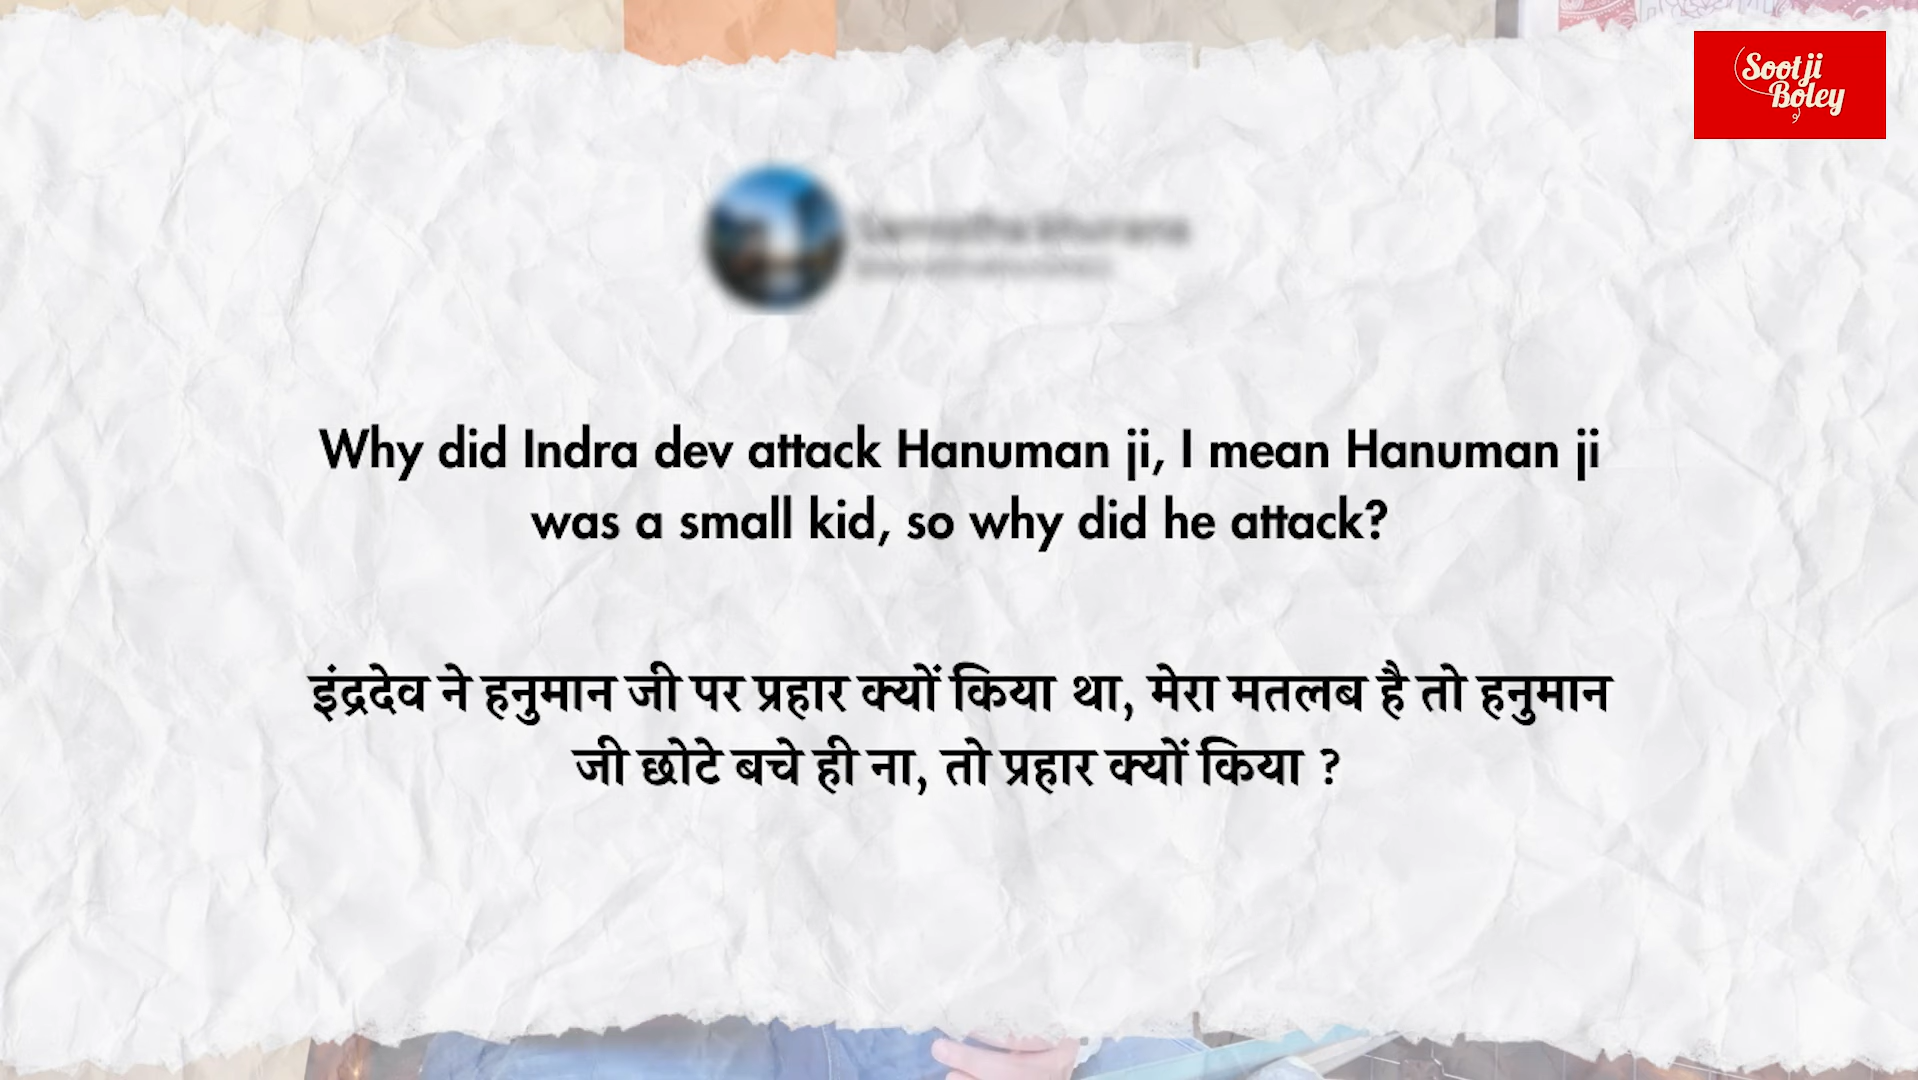 Sootji
Boley
Why did Indra dev attack Hanuman ji, I mean Hanuman ji
was a small kid, so why did he attack?
इंद्रदेव ने हनुमान जी पर प्रहार क्यों किया था, मेरा मतलब है तो हनुमान
जी छोटे बचे ही ना, तो प्रहार क्यों किया ?